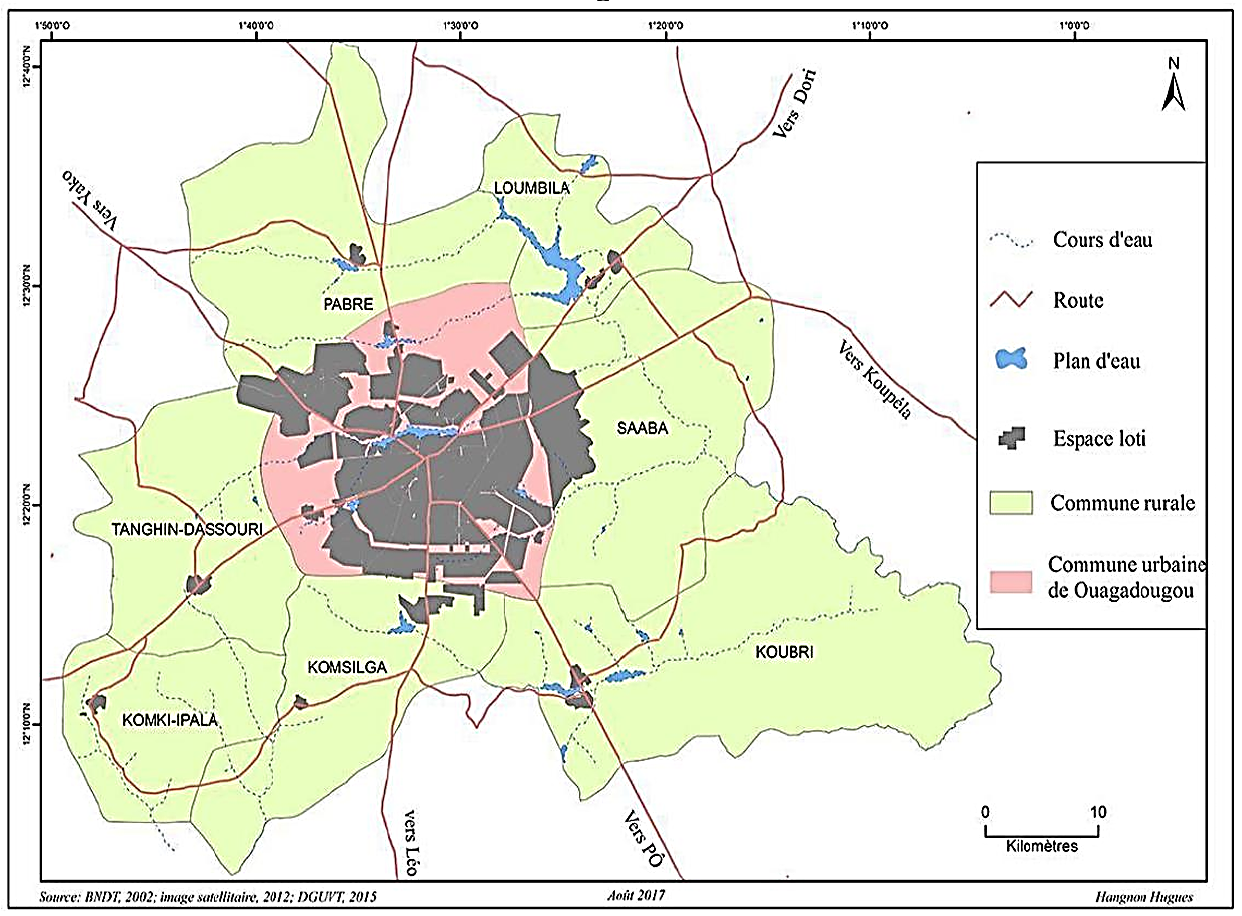 1°50'0"O
1°40'0"O
1°30'0"O
1°20'0"O
1°10'0"O
1°0'0"O
12°40'0"N
12°30'0"N
12°20'0"N
12°10'0"N
N
Vers Dori
Vers Yako
LOUMBILA
PABRE
Vers Koupéla
SAABA
TANGHIN-DASSOURI
KOMSILGA
KOUBRI
KOMKI-IPALA
vers Léo
Vers PÔ
Cours d'eau
Route
Plan d'eau
Espace loti
Commune rurale
Commune urbaine
de Ouagadougou
0 10
Kilomètres
Source: BNDT, 2002; image satellitaire, 2012; DGUVT, 2015
Août 2017
Hangnon Hugues